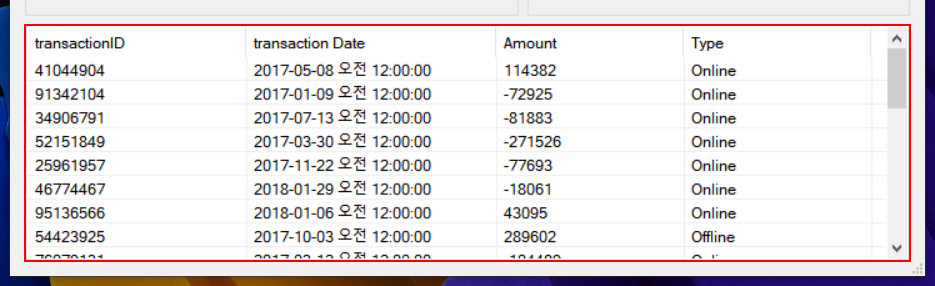 transactionID transaction Date Amount Type
41044904 2017-05-08 오전 12:00:00 114382 Online
91342104 2017-01-09 오전 12:00:00 -72925 Online
34906791 2017-07-13 오전 12:00:00 -81883 Online
52151849 2017-03-30 오전 12:00:00 -271526 Online
25961957 2017-11-22 오전 12:00:00 -77693 Online
46774467 2018-01-29 오전 12:00:00 -18061 Online
95136566 2018-01-06 오전 12:00:00 43095 Online
54423925 2017-10-03 오전 12:00:00 289602 Offline